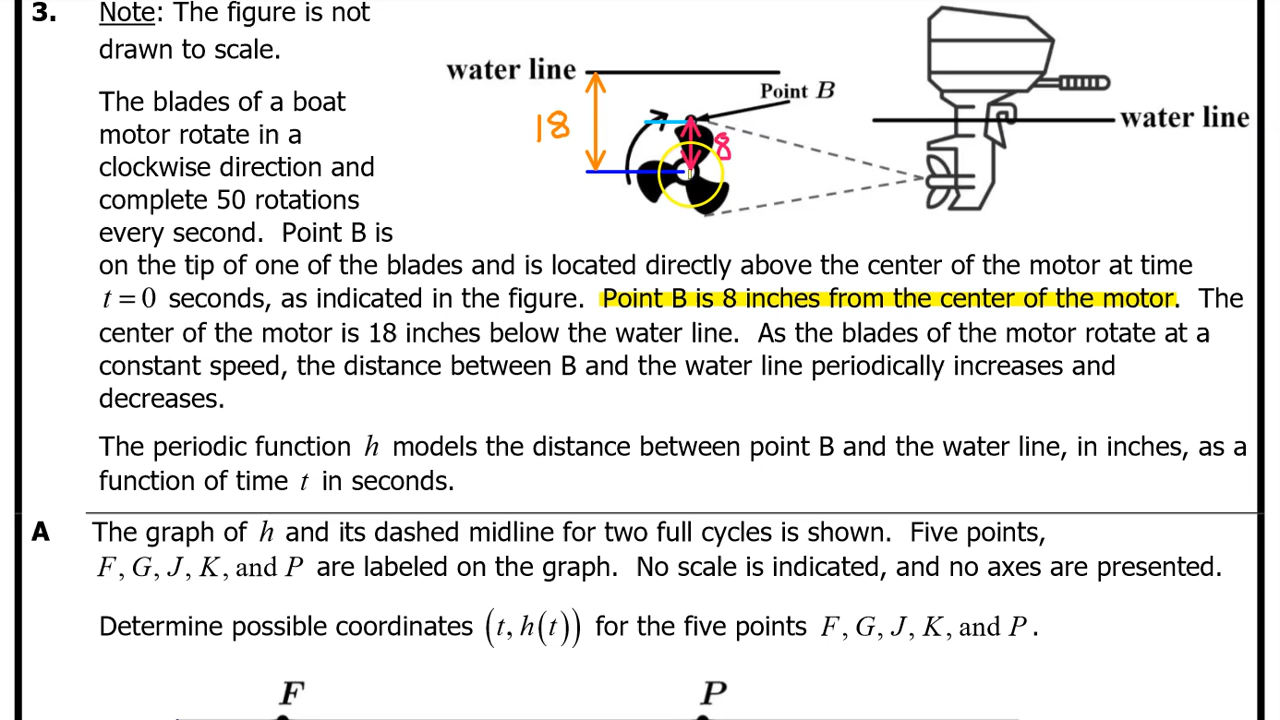 3. Note: The figure is not
drawn to scale.
water line
Point B
18
8
water line
The blades of a boat
motor rotate in a
clockwise direction and
complete 50 rotations
every second. Point B is
on the tip of one of the blades and is located directly above the center of the motor at time
t = 0 seconds, as indicated in the figure. Point B is 8 inches from the center of the motor. The
center of the motor is 18 inches below the water line. As the blades of the motor rotate at a
constant speed, the distance between B and the water line periodically increases and
decreases.
The periodic function h models the distance between point B and the water line, in inches, as a
function of time t in seconds.
A The graph of h and its dashed midline for two full cycles is shown. Five points,
F, G, J, K, and P are labeled on the graph. No scale is indicated, and no axes are presented.
Determine possible coordinates (t, h(t)) for the five points F, G, J, K, and P.
F P